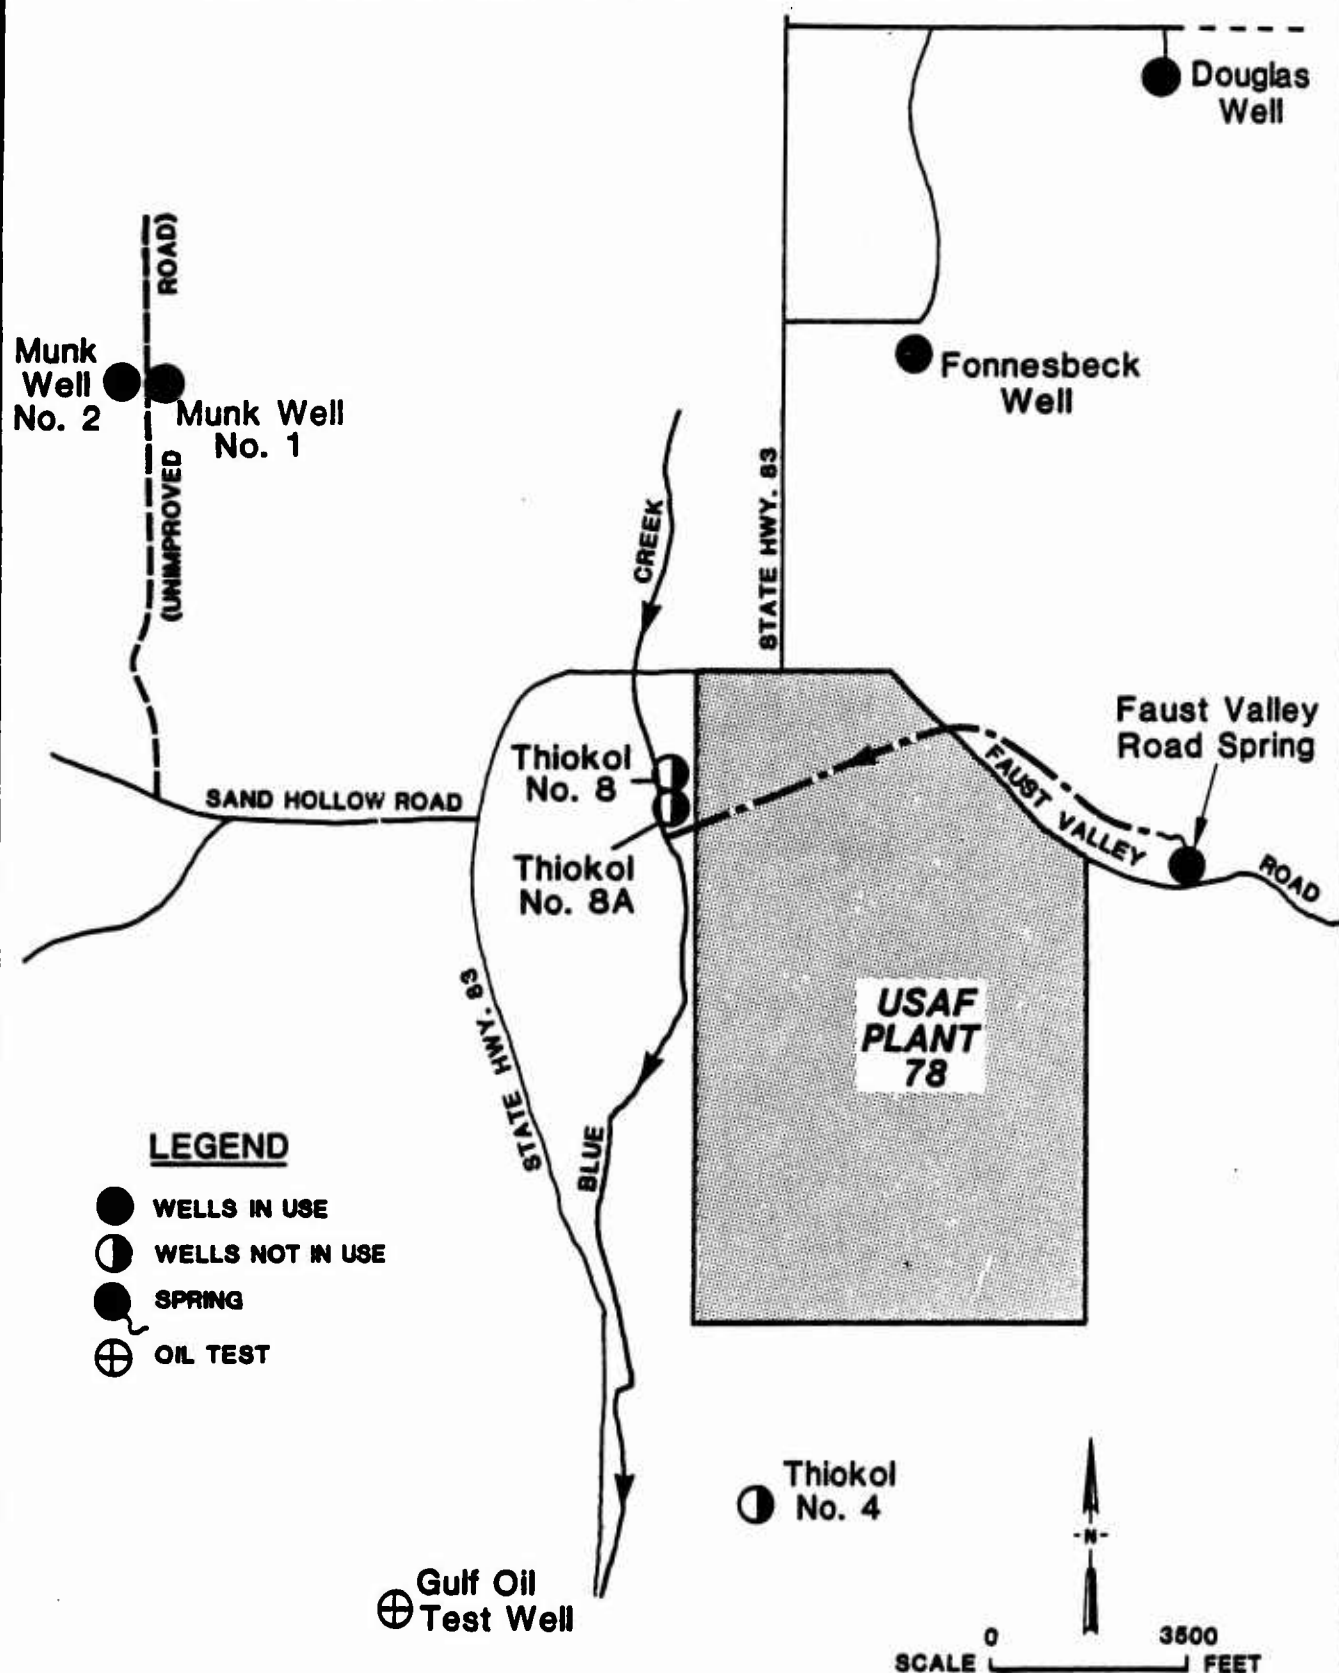 Douglas
Well
ROAD)
Munk
Well
No. 2
Munk Well
No. 1
Fonnesbeck
Well
(UNIMPROVED
CREEK
STATE HWY. 83
Faust Valley
Road Spring
Thiokol
No. 8
SAND HOLLOW ROAD
FAUST VALLEY ROAD
Thiokol
No. 8A
STATE HWY. 83
USAF
PLANT
78
BLUE
LEGEND
WELLS IN USE
WELLS NOT IN USE
SPRING
OIL TEST
Thiokol
No. 4
-N-
Gulf Oil
Test Well
0 3500
SCALE FEET